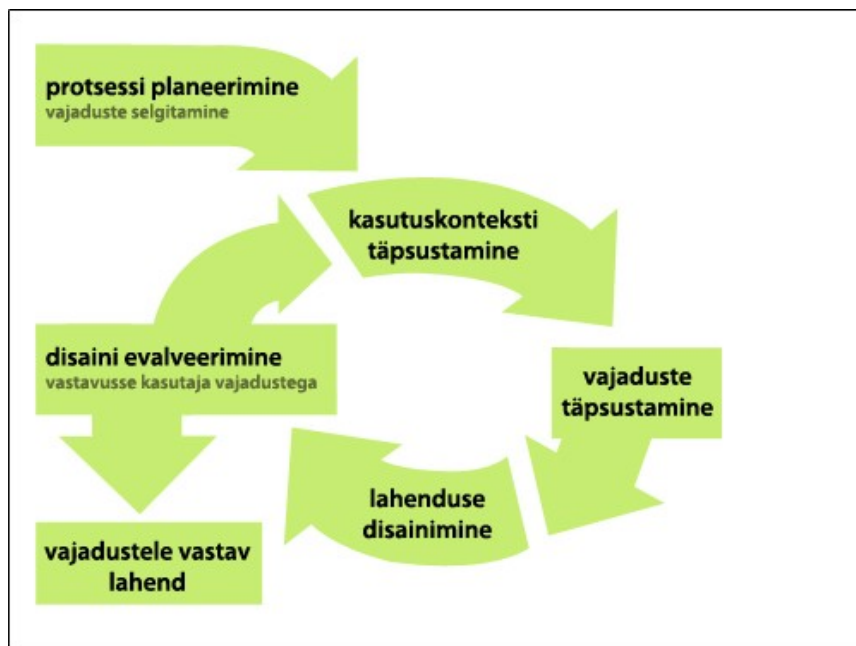 protsessi planeerimine
vajaduste selgitamine
kasutuskonteksti
täpsustamine
vajaduste
täpsustamine
lahenduse
disainimine
disaini evalveerimine
vastavusse kasutaja vajadustega
vajadustele vastav
lahend